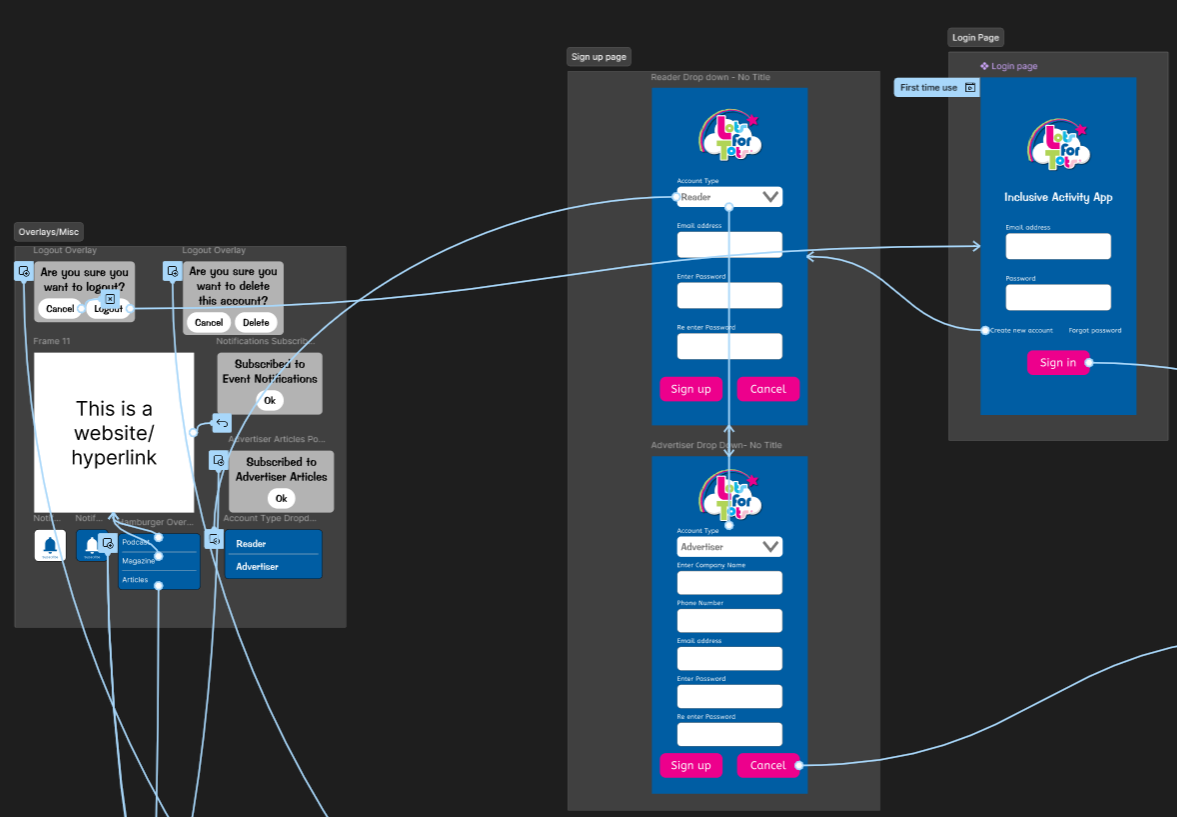 Login Page
Sign up page
Login page
Reader Drop down - No Title
First time use
Lots
for
Tots
Lots
for
Tots
Account Type
Reader
Inclusive Activity App
Email address
Email address
Overlays/Misc
Logout Overlay
Logout Overlay
Are you sure you
want to logout?
Cancel
Logout
Are you sure you
want to delete
this account?
Cancel
Delete
Enter Password
Password
Re enter Password
Create new account
Forgot password
Sign in
Sign up
Cancel
Frame 11
Notifications Subscrib...
This is a
website/
hyperlink
Subscribed to
Event Notifications
Ok
Advertiser Articles Po...
Subscribed to
Advertiser Articles
Ok
Advertiser Drop Down- No Title
Lots
for
Tots
Noti...
Notif...
Hamburger Over...
Account Type Dropd...
Podcast
Magazine
Articles
Reader
Advertiser
Account Type
Advertiser
Enter Company Name
Phone Number
Email address
Enter Password
Re enter Password
Sign up
Cancel